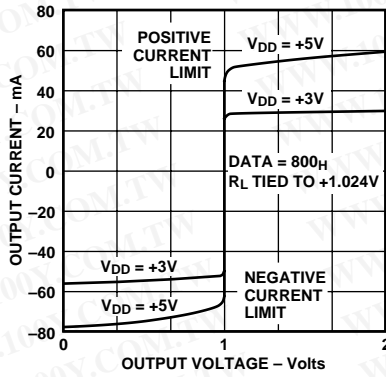 80
60
40
20
0
–20
–40
–60
–80
OUTPUT CURRENT – mA
POSITIVE
CURRENT
LIMIT
VDD = +5V
VDD = +3V
DATA = 800H
RL TIED TO +1.024V
VDD = +3V
VDD = +5V
NEGATIVE
CURRENT
LIMIT
0
1
2
OUTPUT VOLTAGE – Volts